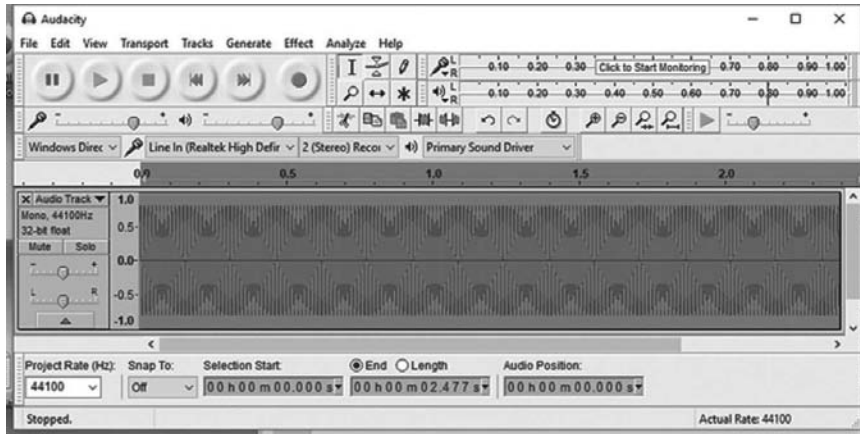 Audacity
File Edit View Transport Tracks Generate Effect Analyze Help
L 0.10 0.20 0.30 Click to Start Monitoring 0.70 0.80 0.90 1.00
R
L 0.10 0.20 0.30 0.40 0.50 0.60 0.70 0.80 0.90 1.00
R
Windows Direc Line In (Realtek High Defir 2 (Stereo) Recor Primary Sound Driver
0.0 0.5 1.0 1.5 2.0
X Audio Track 1.0
Mono, 44100Hz
32-bit float 0.5
Mute Solo
- + 0.0
L R -0.5
-1.0
Project Rate (Hz): Snap To: Selection Start: End Length Audio Position:
44100 Off 00 h 00 m 00.000 s 00 h 00 m 02.477 s 00 h 00 m 00.000 s
Stopped. Actual Rate: 44100